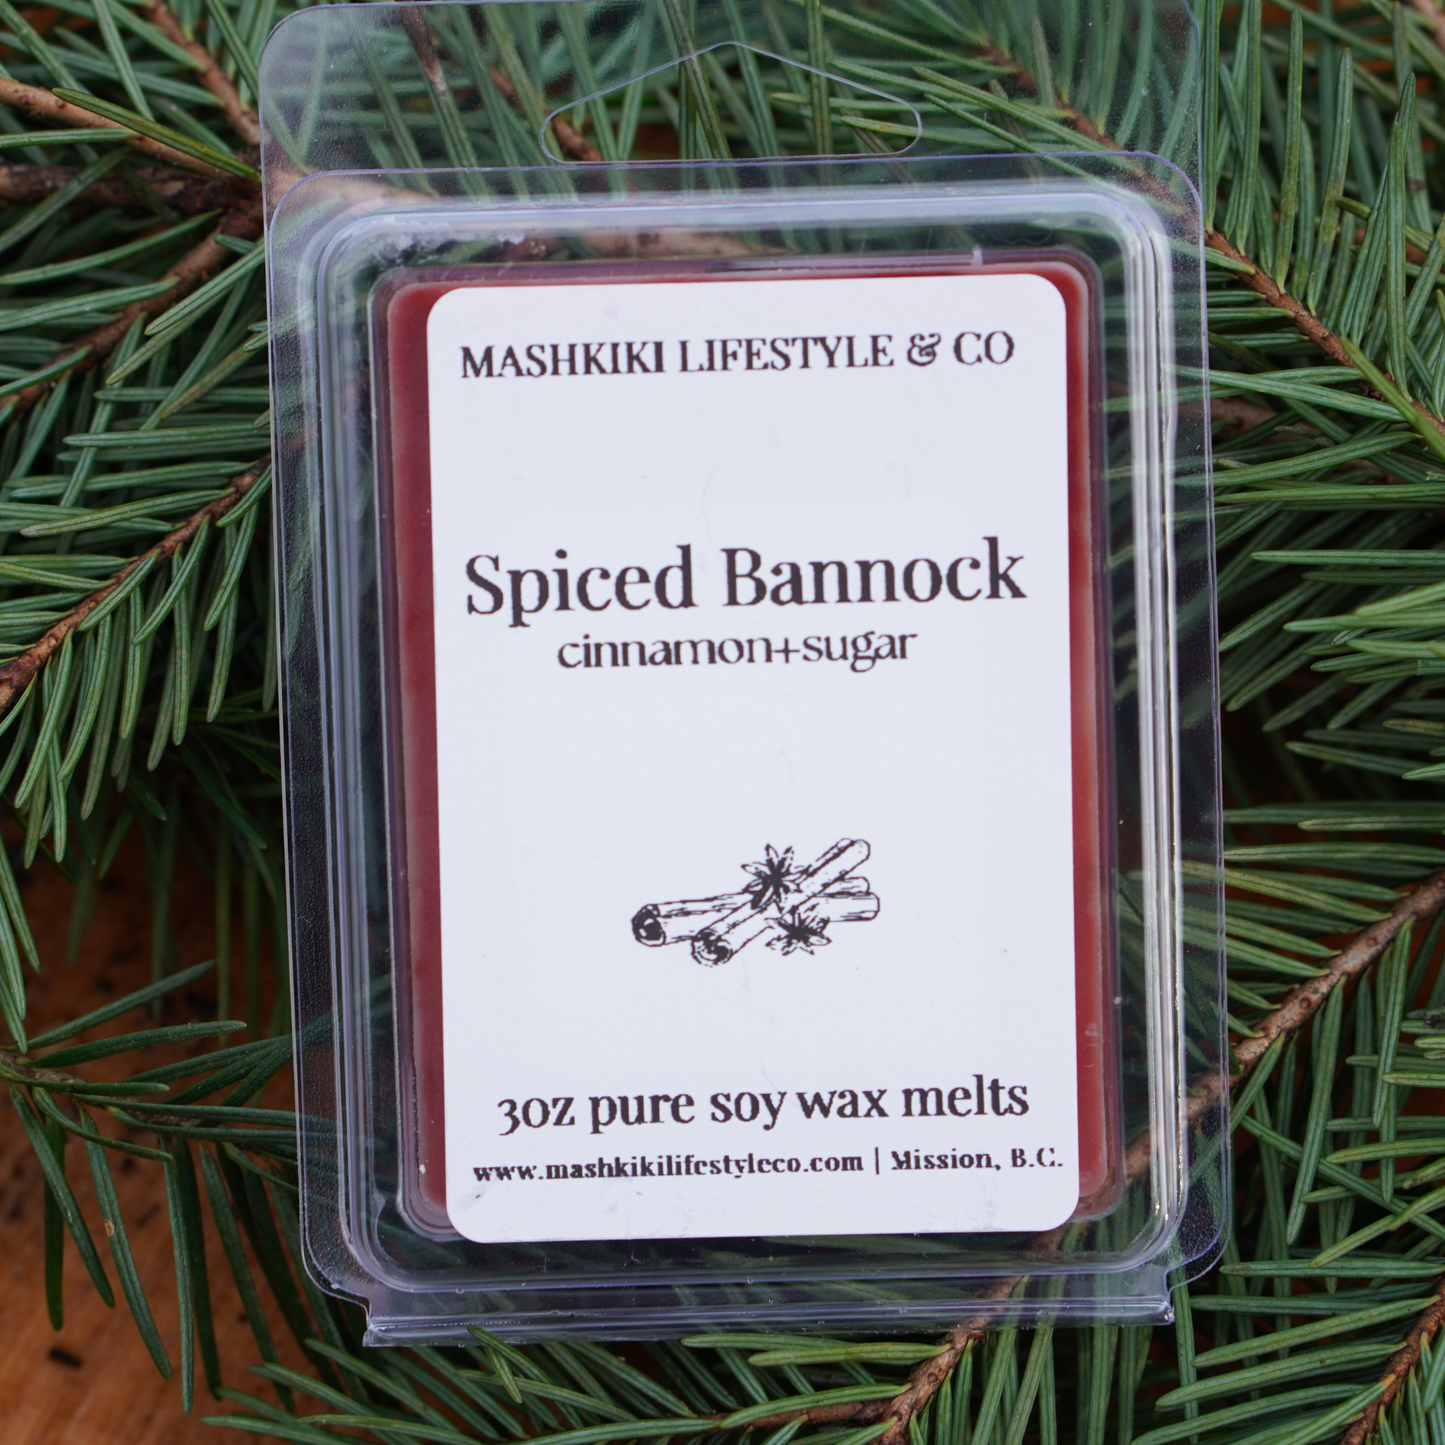 MASHKIKI LIFESTYLE & CO
Spiced Bannock
cinnamon+sugar
3oz pure soy wax melts
www.mashkikilifestyleco.com | Mission, B.C.